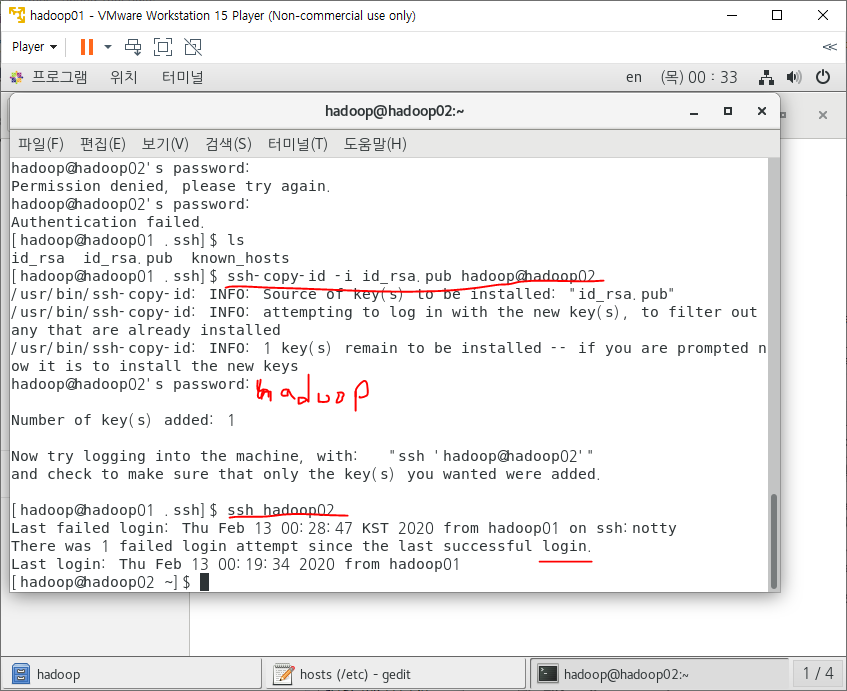 hadoop01 - VMware Workstation 15 Player (Non-commercial use only)
Player
프로그램 위치 터미널 en (목) 00 : 33
hadoop@hadoop02:~
파일(F) 편집(E) 보기(V) 검색(S) 터미널(T) 도움말(H)
hadoop@hadoop02's password:
Permission denied, please try again.
hadoop@hadoop02's password:
Authentication failed.
[hadoop@hadoop01 .ssh]$ ls
id_rsa id_rsa.pub known_hosts
[hadoop@hadoop01 .ssh]$ ssh-copy-id -i id_rsa.pub hadoop@hadoop02
/usr/bin/ssh-copy-id: INFO: Source of key(s) to be installed: "id_rsa.pub"
/usr/bin/ssh-copy-id: INFO: attempting to log in with the new key(s), to filter out
any that are already installed
/usr/bin/ssh-copy-id: INFO: 1 key(s) remain to be installed -- if you are prompted n
ow it is to install the new keys
hadoop@hadoop02's password: hadoop
Number of key(s) added: 1
Now try logging into the machine, with: "ssh 'hadoop@hadoop02'"
and check to make sure that only the key(s) you wanted were added.
[hadoop@hadoop01 .ssh]$ ssh hadoop02
Last failed login: Thu Feb 13 00:28:47 KST 2020 from hadoop01 on ssh:notty
There was 1 failed login attempt since the last successful login.
Last login: Thu Feb 13 00:19:34 2020 from hadoop01
[hadoop@hadoop02 ~]$
hadoop hosts (/etc) - gedit hadoop@hadoop02:~ 1 / 4